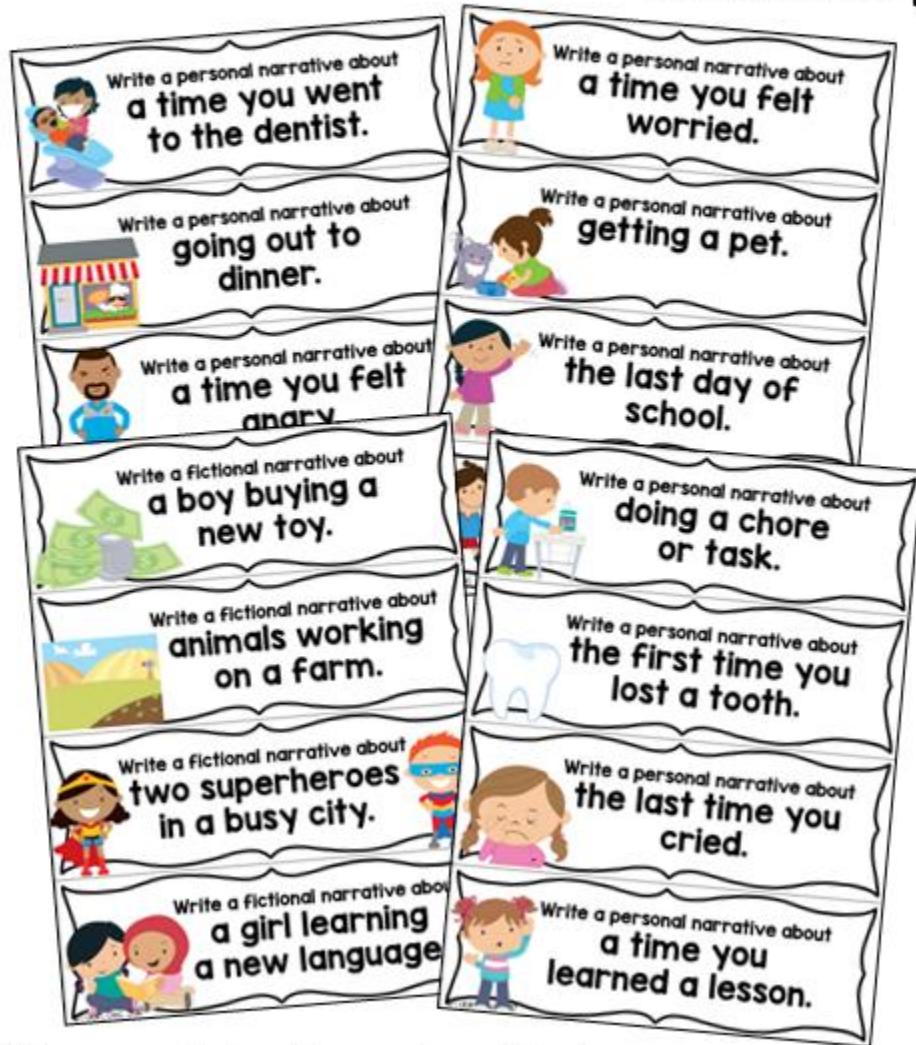 Write a personal narrative about
a time you went
to the dentist.
Write a personal narrative about
going out to
dinner.
Write a personal narrative about
a time you felt
angry
Write a personal narrative about
a time you felt
worried.
Write a personal narrative about
getting a pet.
Write a personal narrative about
the last day of
school.
Write a fictional narrative about
a boy buying a
new toy.
Write a fictional narrative about
animals working
on a farm.
Write a fictional narrative about
two superheroes
in a busy city.
Write a fictional narrative abou
a girl learning
a new language
Write a personal narrative about
doing a chore
or task.
Write a personal narrative about
the first time you
lost a tooth.
Write a personal narrative about
the last time you
cried.
Write a personal narrative about
a time you
learned a lesson.